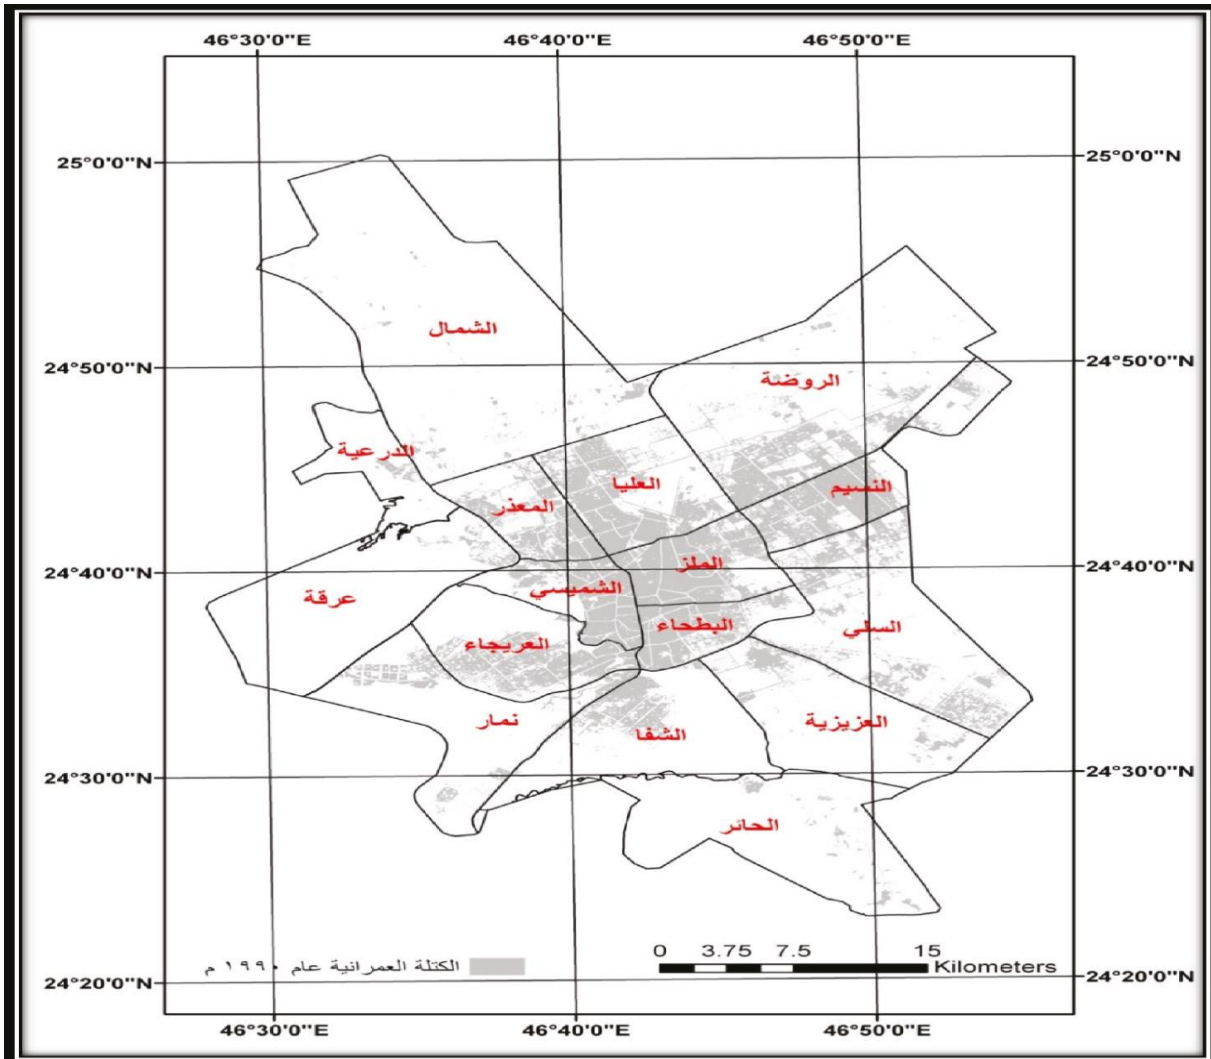 46°30'0"E 46°40'0"E 46°50'0"E
25°0'0"N 25°0'0"N
الشمال
24°50'0"N 24°50'0"N
الروضة
الدرعية
العليا
النسيم
المعذر
الملز
24°40'0"N 24°40'0"N
الشميسي
عرقة
البطحاء
السلي
العريجاء
نمار
العزيزية
الشفا
24°30'0"N 24°30'0"N
الحائر
0 3.75 7.5 15
Kilometers
الكتلة العمرانية عام ١٩٩٠ م
24°20'0"N 24°20'0"N
46°30'0"E 46°40'0"E 46°50'0"E